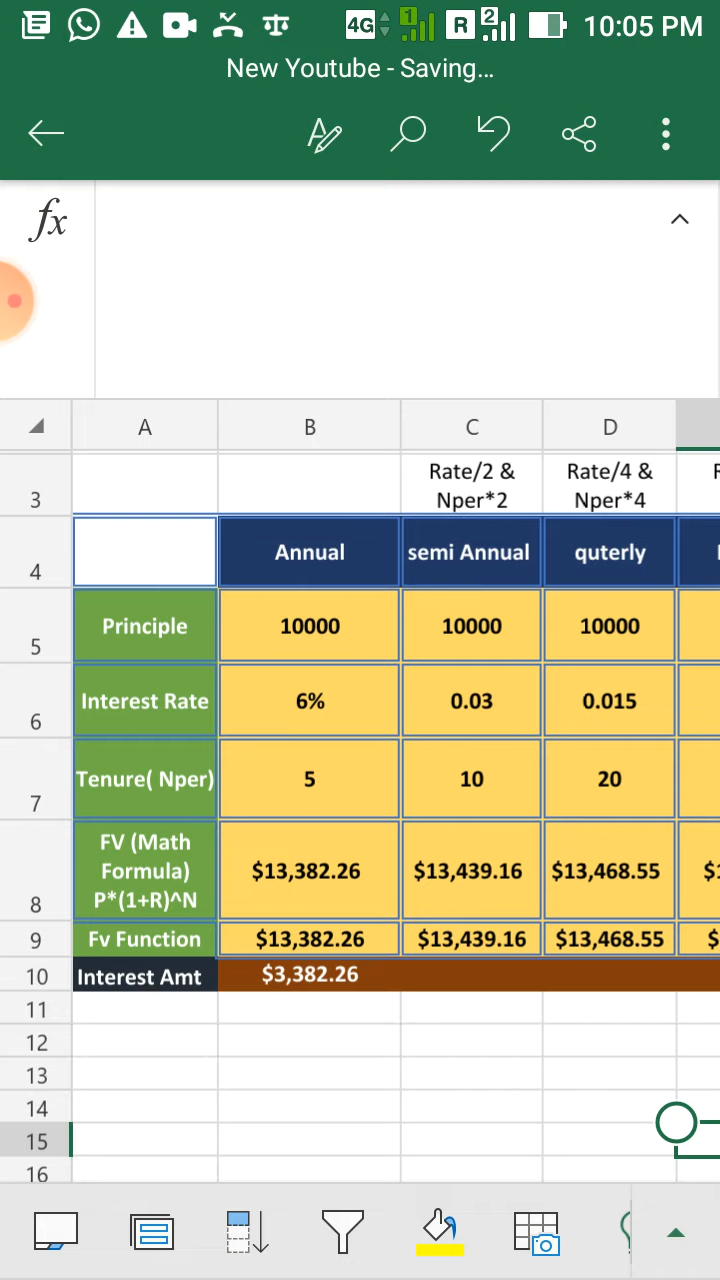 4G 1 R 2 10:05 PM
New Youtube - Saving...
fx
A B C D
3 Rate/2 & Rate/4 &
Nper*2 Nper*4
4 Annual semi Annual quterly
5 Principle 10000 10000 10000
6 Interest Rate 6% 0.03 0.015
7 Tenure( Nper) 5 10 20
FV (Math
Formula)
8 P*(1+R)^N $13,382.26 $13,439.16 $13,468.55 $
9 Fv Function $13,382.26 $13,439.16 $13,468.55 $
10 Interest Amt $3,382.26
11
12
13
14
15
16